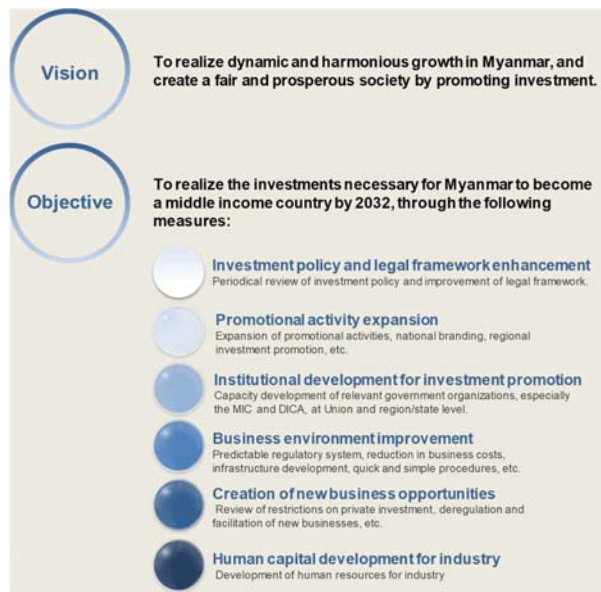 Vision
To realize dynamic and harmonious growth in Myanmar, and
create a fair and prosperous society by promoting investment.
Objective
To realize the investments necessary for Myanmar to become
a middle income country by 2032, through the following
measures:
Investment policy and legal framework enhancement
Periodical review of investment policy and improvement of legal framework.
Promotional activity expansion
Expansion of promotional activities, national branding, regional
investment promotion, etc.
Institutional development for investment promotion
Capacity development of relevant government organizations, especially
the MIC and DICA, at Union and region/state level.
Business environment improvement
Predictable regulatory system, reduction in business costs,
infrastructure development, quick and simple procedures, etc.
Creation of new business opportunities
Review of restrictions on private investment, deregulation and
facilitation of new businesses, etc.
Human capital development for industry
Development of human resources for industry